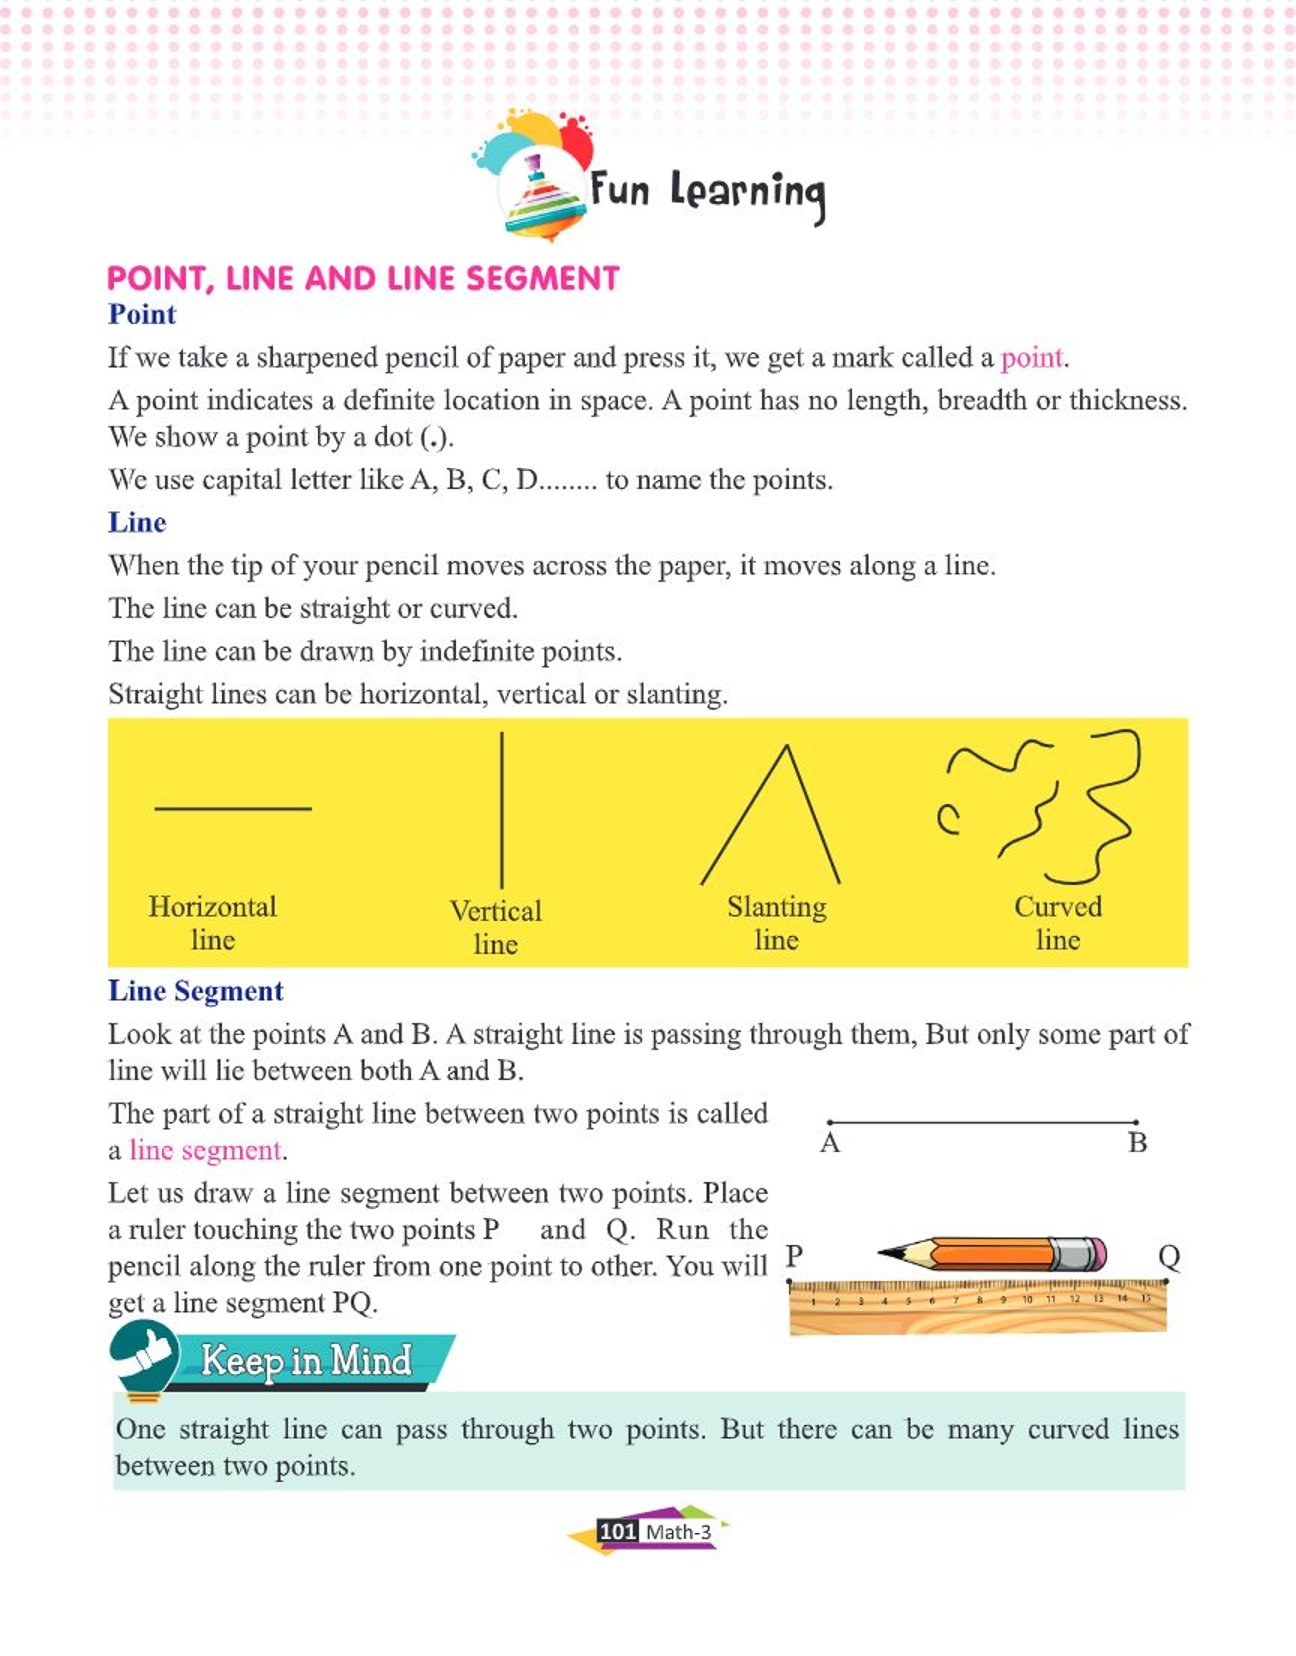 Fun Learning
POINT, LINE AND LINE SEGMENT
Point
If we take a sharpened pencil of paper and press it, we get a mark called a point.
A point indicates a definite location in space. A point has no length, breadth or thickness.
We show a point by a dot (.).
We use capital letter like A, B, C, D........ to name the points.
Line
When the tip of your pencil moves across the paper, it moves along a line.
The line can be straight or curved.
The line can be drawn by indefinite points.
Straight lines can be horizontal, vertical or slanting.
Horizontal
line
Vertical
line
Slanting
line
Curved
line
Line Segment
Look at the points A and B. A straight line is passing through them, But only some part of
line will lie between both A and B.
The part of a straight line between two points is called
a line segment.
A B
Let us draw a line segment between two points. Place
a ruler touching the two points P and Q. Run the
pencil along the ruler from one point to other. You will
get a line segment PQ.
P Q
1 2 3 4 5 6 7 8 9 10 11 12 13 14 15
Keep in Mind
One straight line can pass through two points. But there can be many curved lines
between two points.
101 Math-3